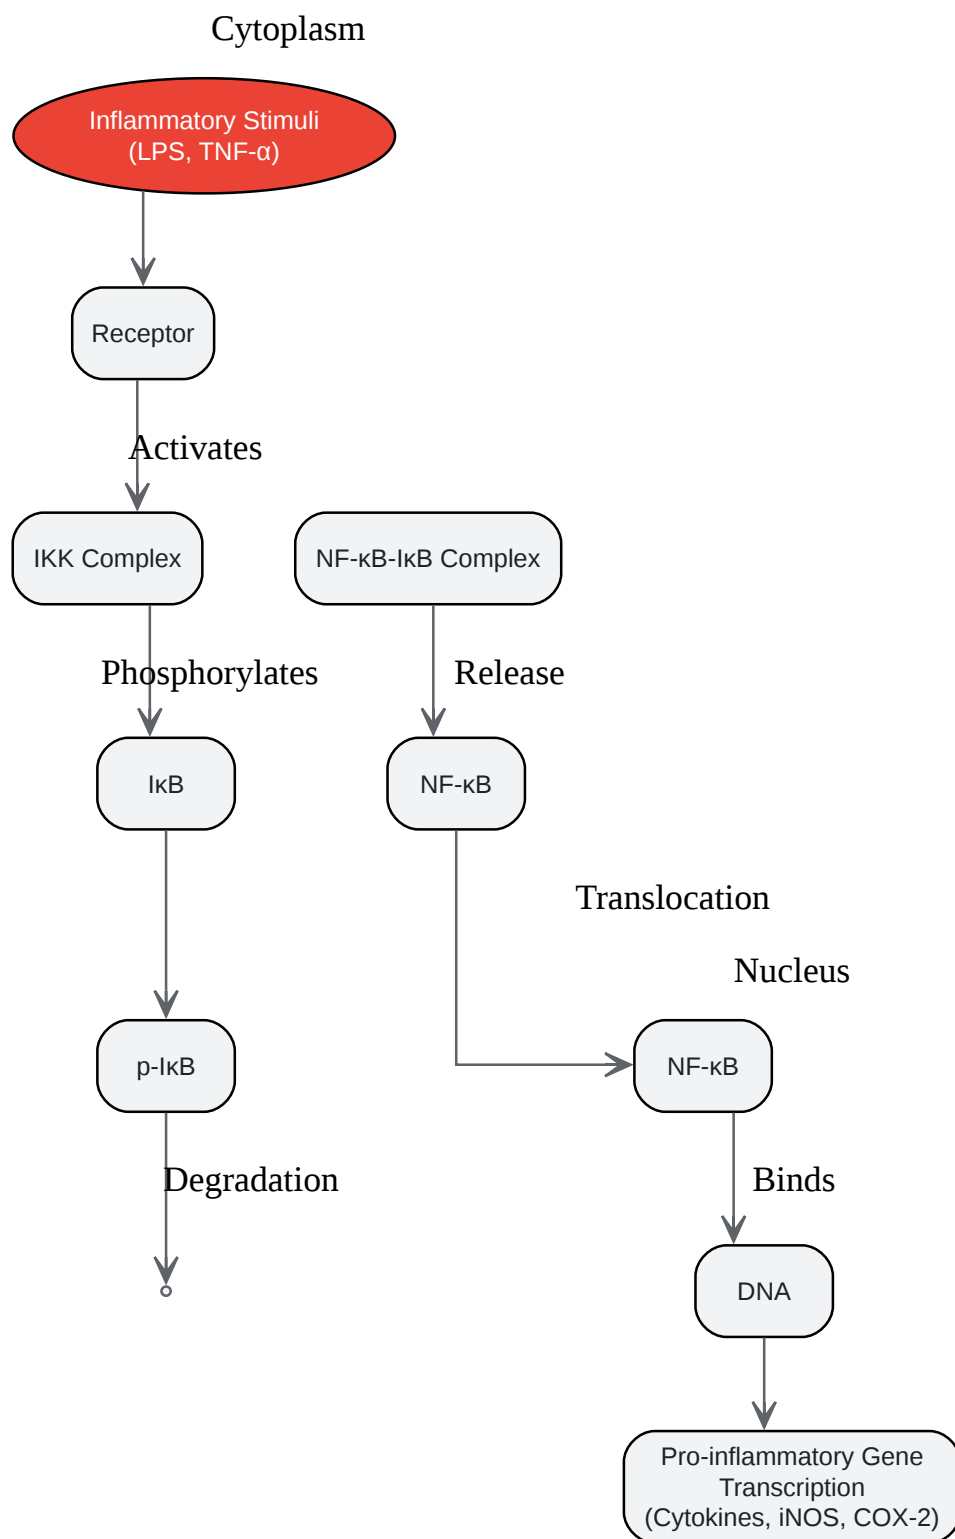 Cytoplasm
Inflammatory Stimuli
(LPS, TNF-α)
Receptor
Activates
IKK Complex
NF-κB-IκB Complex
Phosphorylates
Release
IκB
NF-κB
Translocation
Nucleus
p-IκB
NF-κB
Degradation
Binds
DNA
Pro-inflammatory Gene
Transcription
(Cytokines, iNOS, COX-2)